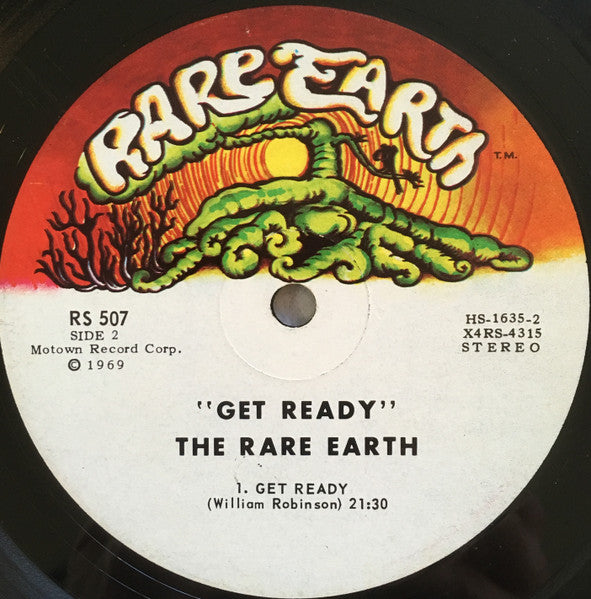 RARE EARTH
T.M.
RS 507
SIDE 2
Motown Record Corp.
© 1969
HS-1635-2
X4RS-4315
STEREO
"GET READY"
THE RARE EARTH
1. GET READY
(William Robinson) 21:30